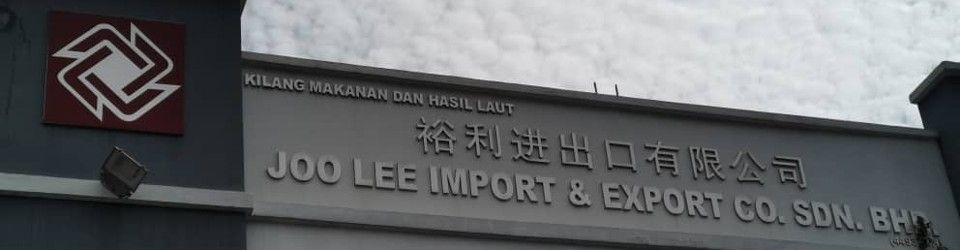 KILANG MAKANAN DAN HASIL LAUT
裕利进出口有限公司
JOO LEE IMPORT & EXPORT CO. SDN. BHD.